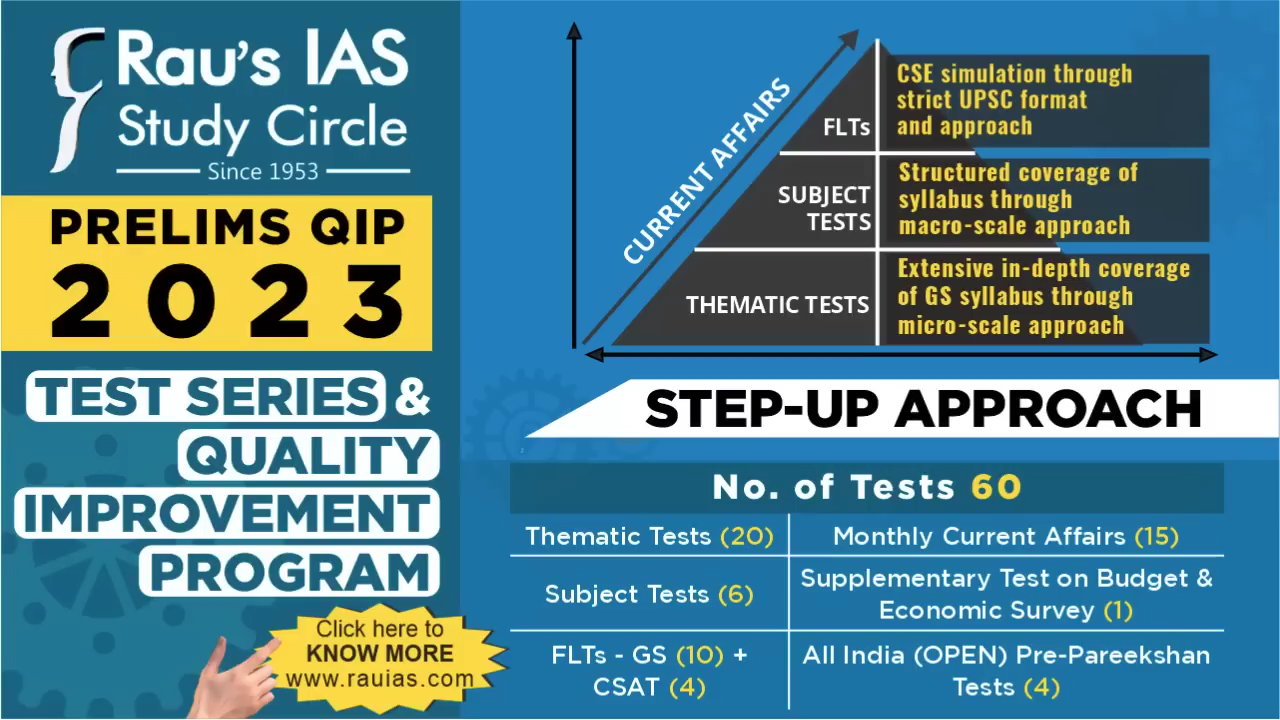 Rau's IAS
Study Circle
Since 1953
PRELIMS QIP
2023
TEST SERIES &
QUALITY
IMPROVEMENT
PROGRAM
Click here to
KNOW MORE
www.rauias.com
CURRENT AFFAIRS
FLTs
CSE simulation through
strict UPSC format
and approach
SUBJECT
TESTS
Structured coverage of
syllabus through
macro-scale approach
THEMATIC TESTS
Extensive in-depth coverage
of GS syllabus through
micro-scale approach
STEP-UP APPROACH
No. of Tests 60
Thematic Tests (20)
Monthly Current Affairs (15)
Subject Tests (6)
Supplementary Test on Budget &
Economic Survey (1)
FLTs - GS (10) +
CSAT (4)
All India (OPEN) Pre-Pareekshan
Tests (4)